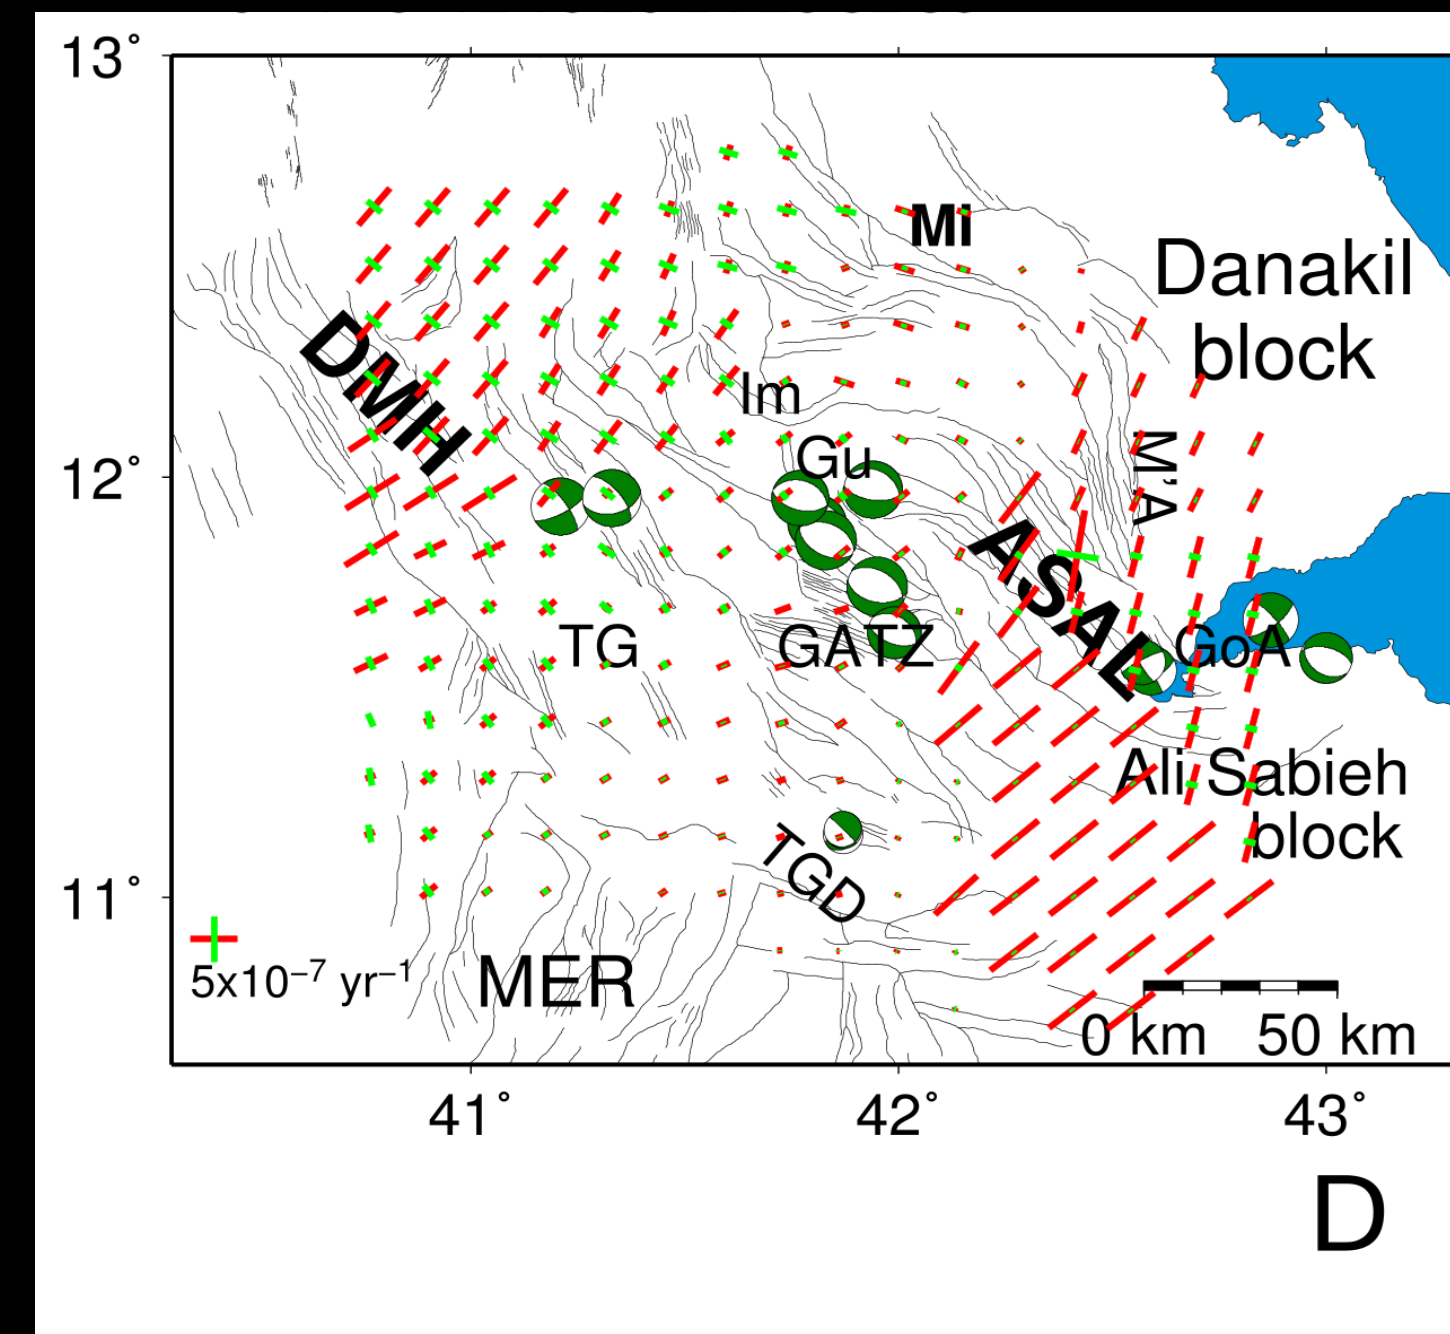 13°
Mi
Danakil
block
DMH
Im
Gu
M'A
12°
ASAL
TG
GATZ
GoA
Ali Sabieh
block
TGD
11°
5x10⁻⁷ yr⁻¹
MER
0 km 50 km
41° 42° 43°
D